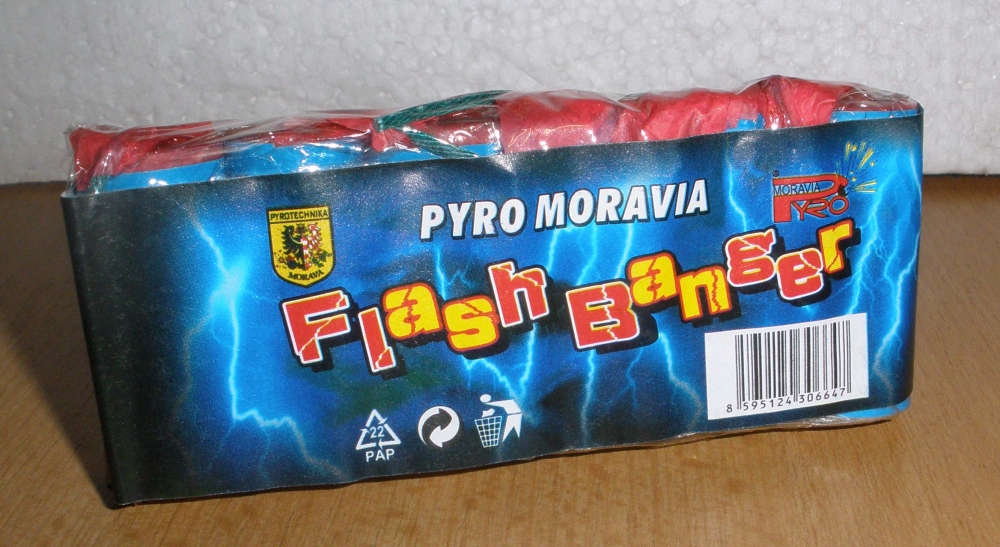 PYRO MORAVIA
PYROTECHNIKA
MORAVA
MORAVIA
PYRO
®
Flash Banger
22
PAP
8 595124 306647